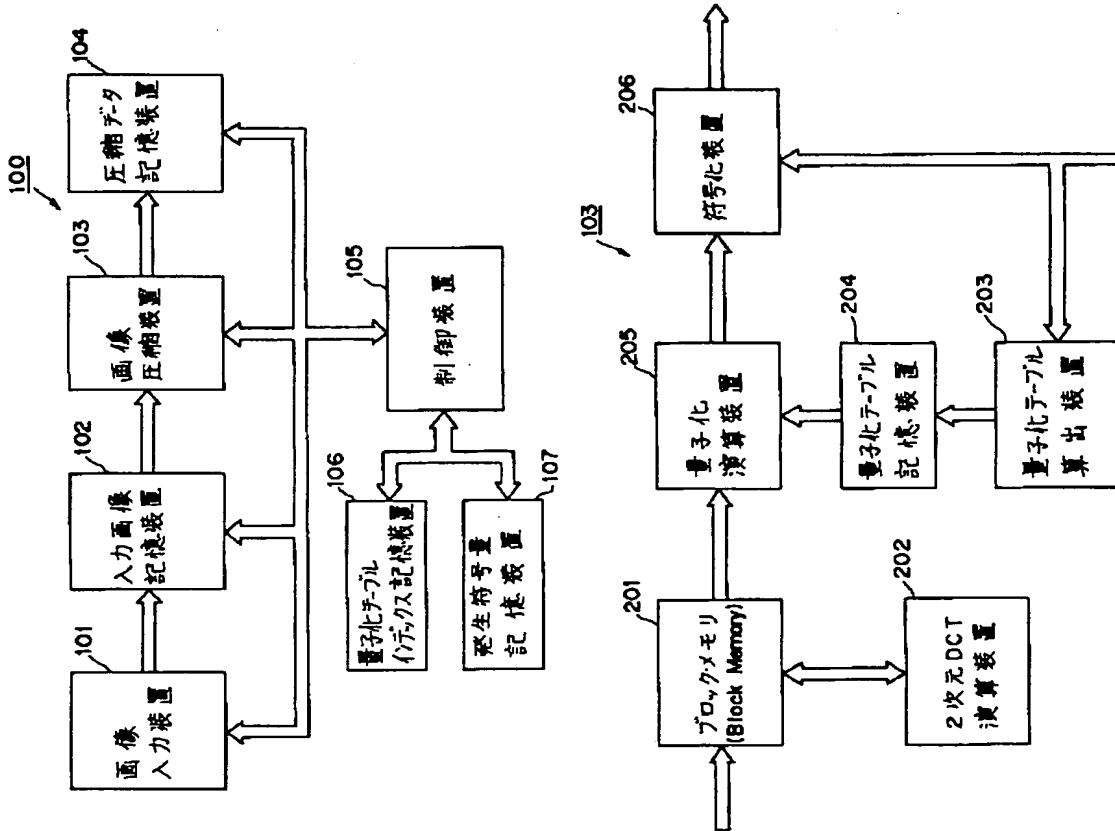 100
101
画像
入力装置
102
入力画像
記憶装置
103
画像
圧縮装置
104
圧縮データ
記憶装置
105
制御装置
106
量子化テーブル
インデックス記憶装置
107
発生符号量
記憶装置
103
201
ブロック・メモリ
(Block Memory)
202
2次元DCT
演算装置
205
量子化
演算装置
204
量子化テーブル
記憶装置
203
量子化テーブル
算出装置
206
符号化装置